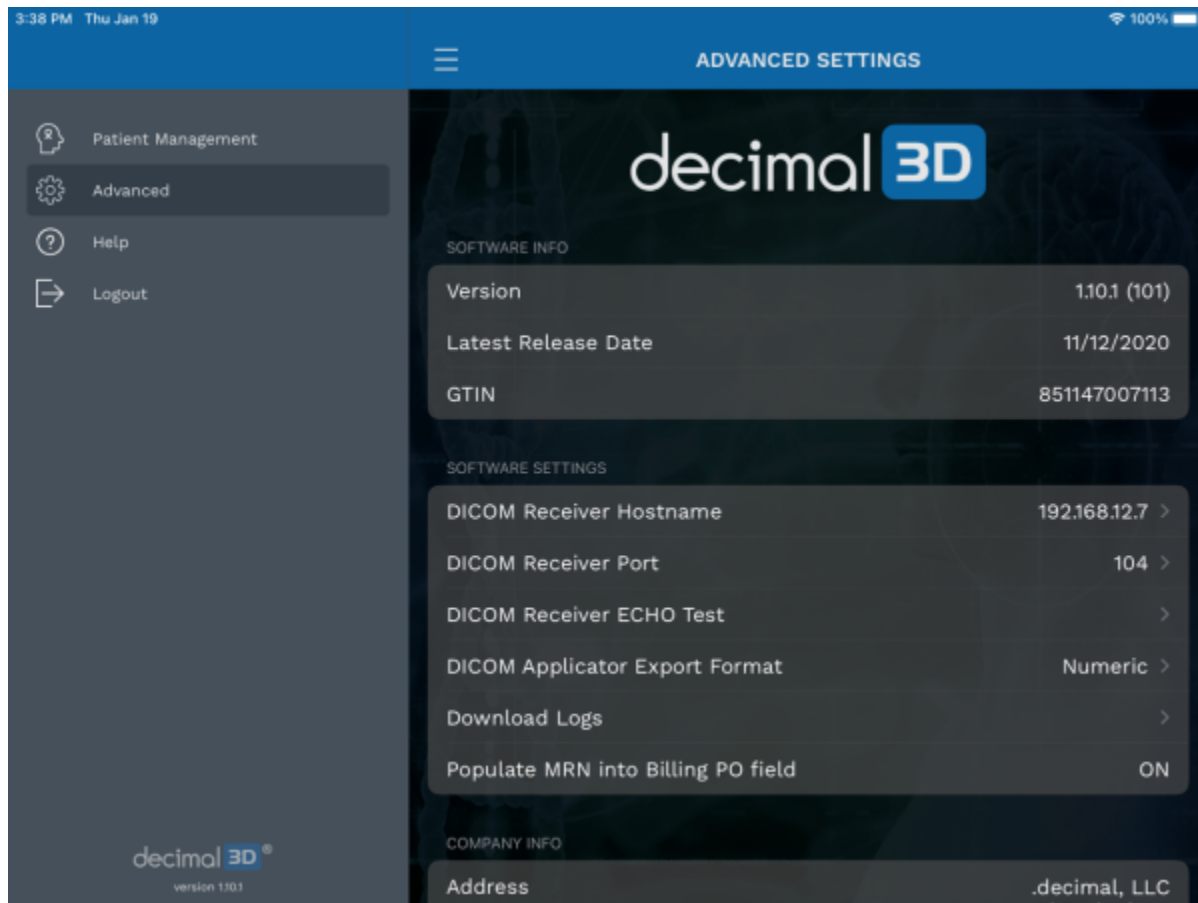 3:38 PM Thu Jan 19 100%
ADVANCED SETTINGS
Patient Management
Advanced
Help
Logout
decimal 3D®
version 1.10.1
decimal 3D
SOFTWARE INFO
Version 1.10.1 (101)
Latest Release Date 11/12/2020
GTIN 851147007113
SOFTWARE SETTINGS
DICOM Receiver Hostname 192.168.12.7 >
DICOM Receiver Port 104 >
DICOM Receiver ECHO Test >
DICOM Applicator Export Format Numeric >
Download Logs >
Populate MRN into Billing PO field ON
COMPANY INFO
Address .decimal, LLC